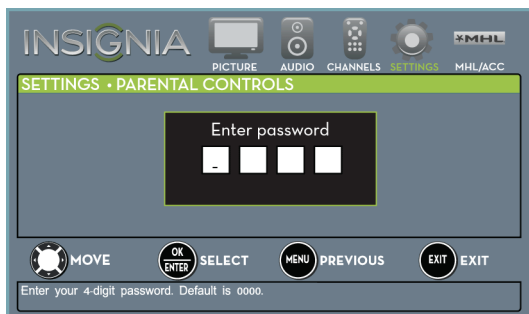 INSIGNIA
PICTURE AUDIO CHANNELS SETTINGS MHL MHL/ACC
SETTINGS • PARENTAL CONTROLS
Enter password
_
MOVE OK ENTER SELECT MENU PREVIOUS EXIT EXIT
Enter your 4-digit password. Default is 0000.